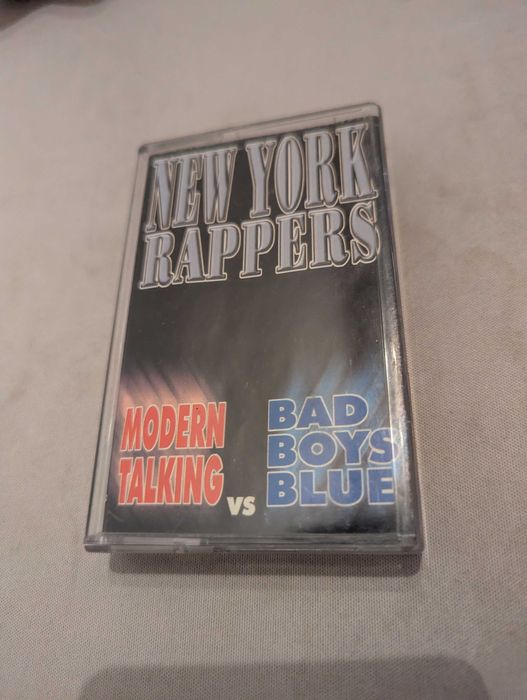 NEW YORK
RAPPERS
MODERN
TALKING
VS
BAD
BOYS
BLUE